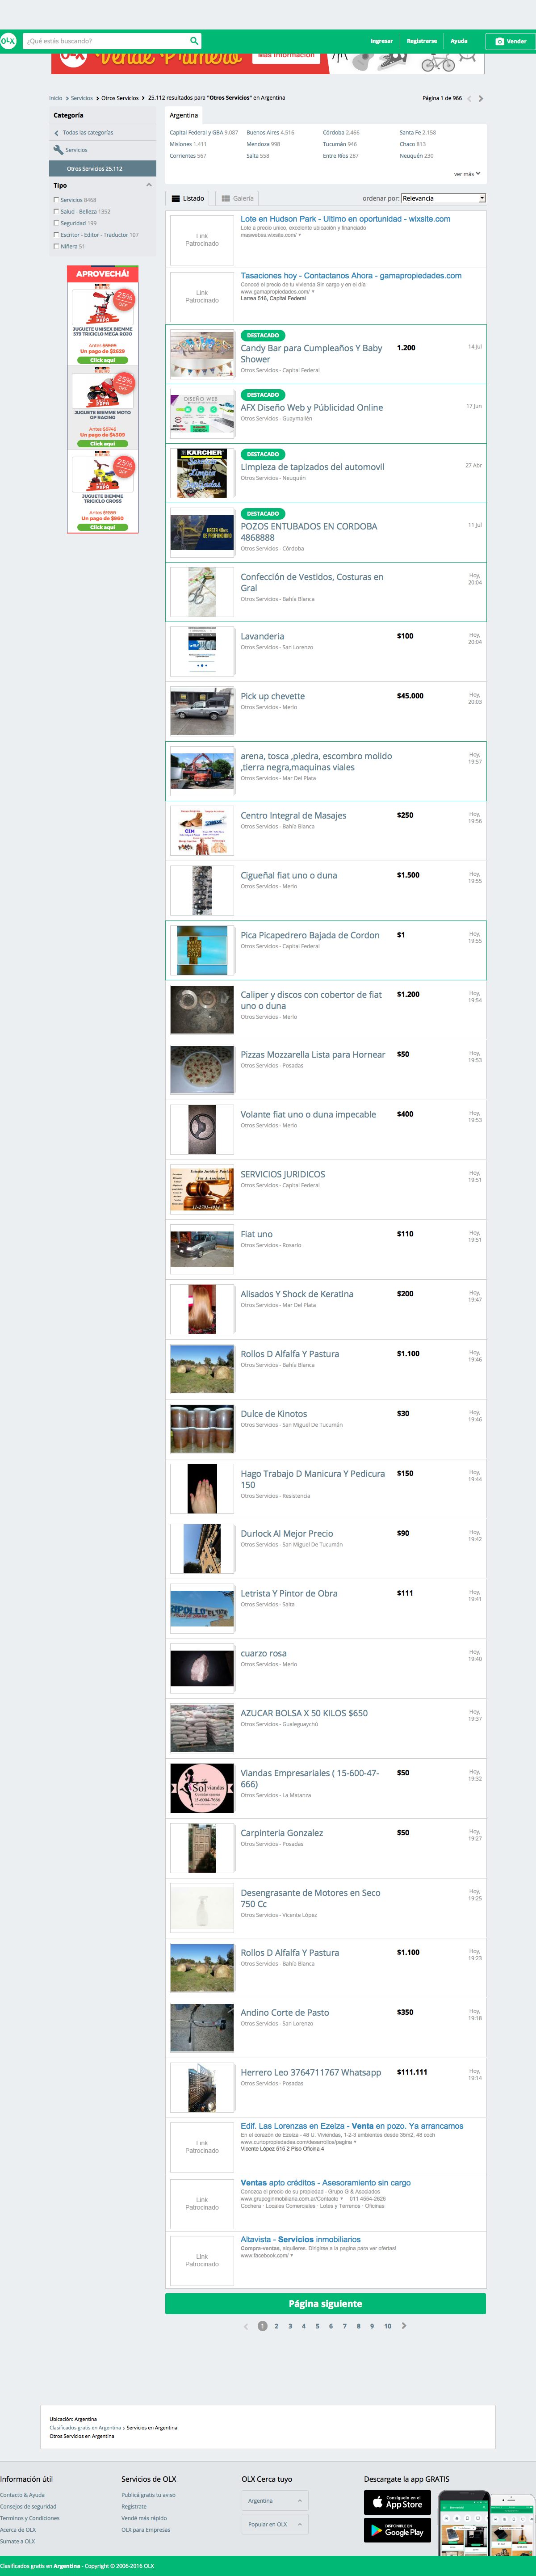 OLX
¿Qué estás buscando?
Ingresar
Registrarse
Ayuda
Vender
Vende Primero
Más información
Inicio > Servicios > Otros Servicios > 25.112 resultados para "Otros Servicios" en Argentina
Página 1 de 966
Categoría
Todas las categorías
Servicios
Otros Servicios 25.112
Tipo
Servicios 8468
Salud - Belleza 1352
Seguridad 199
Escritor - Editor - Traductor 107
Niñera 51
APROVECHÁ!
25% OFF
JUGUETE UNISEX BIEMME
579 TRICICLO MEGA ROJO
Un pago de $2639
Click aquí
25% OFF
JUGUETE BIEMME MOTO
GP RACING
Un pago de $4309
Click aquí
25% OFF
JUGUETE BIEMME
TRICICLO CROSS
Antes $1280
Un pago de $960
Click aquí
Argentina
Capital Federal y GBA 9.087
Buenos Aires 4.516
Córdoba 2.466
Santa Fe 2.158
Misiones 1,411
Mendoza 998
Tucumán 946
Chaco 813
Corrientes 567
Salta 558
Entre Ríos 287
Neuquén 230
ver más
Listado
Galería
ordenar por: Relevancia
Link
Patrocinado
Lote en Hudson Park - Ultimo en oportunidad - wixsite.com
Lote a precio unico, excelente ubicación y finandiado
maswebsa.wixsite.com/
Link
Patrocinado
Tasaciones hoy - Contactanos Ahora - gamapropiedades.com
Conocé el precio de tu vivienda Sin cargo y en el día
www.gamapropiedades.com/
Larrea 516, Capital Federal
DESTACADO
Candy Bar para Cumpleaños Y Baby
Shower
Otros Servicios - Capital Federal
1.200
14 Jul
DESTACADO
AFX Diseño Web y Públicidad Online
Otros Servicios - Guaymallén
17 Jun
DISEÑO WEB
DESTACADO
Limpieza de tapizados del automovil
Otros Servicios - Neuquén
27 Abr
KÄRCHER
DESTACADO
POZOS ENTUBADOS EN CORDOBA
4868888
Otros Servicios - Córdoba
11 Jul
Confección de Vestidos, Costuras en
Gral
Otros Servicios - Bahía Blanca
Hoy,
20:04
Lavanderia
Otros Servicios - San Lorenzo
$100
Hoy,
20:04
Pick up chevette
Otros Servicios - Merlo
$45.000
Hoy,
20:03
arena, tosca ,piedra, escombro molido
,tierra negra,maquinas viales
Otros Servicios - Mar Del Plata
Hoy,
19:57
Centro Integral de Masajes
Otros Servicios - Bahía Blanca
$250
Hoy,
19:56
CIM
Cigueñal fiat uno o duna
Otros Servicios - Merlo
$1.500
Hoy,
19:55
Pica Picapedrero Bajada de Cordon
Otros Servicios - Capital Federal
$1
Hoy,
19:55
Caliper y discos con cobertor de fiat
uno o duna
Otros Servicios - Merlo
$1.200
Hoy,
19:54
Pizzas Mozzarella Lista para Hornear
Otros Servicios - Posadas
$50
Hoy,
19:53
Volante fiat uno o duna impecable
Otros Servicios - Merlo
$400
Hoy,
19:53
SERVICIOS JURIDICOS
Otros Servicios - Capital Federal
Hoy,
19:51
Fiat uno
Otros Servicios - Rosario
$110
Hoy,
19:51
Alisados Y Shock de Keratina
Otros Servicios - Mar Del Plata
$200
Hoy,
19:47
Rollos D Alfalfa Y Pastura
Otros Servicios - Bahía Blanca
$1.100
Hoy,
19:46
Dulce de Kinotos
Otros Servicios - San Miguel De Tucumán
$30
Hoy,
19:46
Hago Trabajo D Manicura Y Pedicura
150
Otros Servicios - Resistencia
$150
Hoy,
19:44
Durlock Al Mejor Precio
Otros Servicios - San Miguel De Tucumán
$90
Hoy,
19:42
Letrista Y Pintor de Obra
Otros Servicios - Salta
$111
Hoy,
19:41
cuarzo rosa
Otros Servicios - Merlo
Hoy,
19:40
AZUCAR BOLSA X 50 KILOS $650
Otros Servicios - Gualeguaychú
Hoy,
19:37
Viandas Empresariales ( 15-600-47-
666)
Otros Servicios - La Matanza
$50
Hoy,
19:32
Sol viandas
Carpinteria Gonzalez
Otros Servicios - Posadas
$50
Hoy,
19:27
Desengrasante de Motores en Seco
750 Cc
Otros Servicios - Vicente López
Hoy,
19:25
Rollos D Alfalfa Y Pastura
Otros Servicios - Bahía Blanca
$1.100
Hoy,
19:23
Andino Corte de Pasto
Otros Servicios - San Lorenzo
$350
Hoy,
19:18
Herrero Leo 3764711767 Whatsapp
Otros Servicios - Posadas
$111.111
Hoy,
19:14
Link
Patrocinado
Edif. Las Lorenzas en Ezeiza - Venta en pozo. Ya arrancamos
En el corazón de Ezeiza - 48 U. Viviendas, 1-2-3 ambientes desde 35m2, 48 coch
www.curtopropiedades.com/desarrollos/pagina
Vicente López 515 2 Piso Oficina 4
Link
Patrocinado
Ventas apto créditos - Asesoramiento sin cargo
Conozca el precio de su propiedad - Grupo G & Asociados
www.grupoginmobiliaria.com.ar/Contacto 011 4554-2626
Cochera · Locales Comerciales · Lotes y Terrenos · Oficinas
Link
Patrocinado
Altavista - Servicios inmobiliarios
Compra-ventas, alquileres. Dirigirse a la pagina para ver ofertas!
www.facebook.com/
Página siguiente
1 2 3 4 5 6 7 8 9 10
Ubicación: Argentina
Clasificados gratis en Argentina > Servicios en Argentina
Otros Servicios en Argentina
Información útil
Contacto & Ayuda
Consejos de seguridad
Terminos y Condiciones
Acerca de OLX
Sumate a OLX
Servicios de OLX
Publicá gratis tu aviso
Registrate
Vendé más rápido
OLX para Empresas
OLX Cerca tuyo
Argentina
Popular en OLX
Descargate la app GRATIS
Consíguelo en el
App Store
DISPONIBLE EN
Google Play
Clasificados gratis en Argentina - Copyright © 2006-2016 OLX